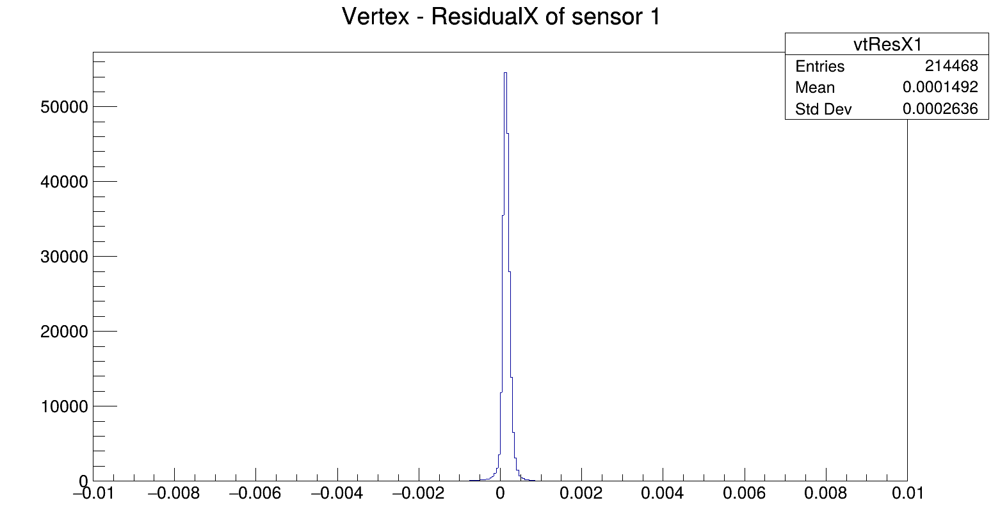 Vertex - ResidualX of sensor 1
vtResX1
Entries 214468
Mean 0.0001492
Std Dev 0.0002636
50000
40000
30000
20000
10000
0
−0.01 −0.008 −0.006 −0.004 −0.002 0 0.002 0.004 0.006 0.008 0.01